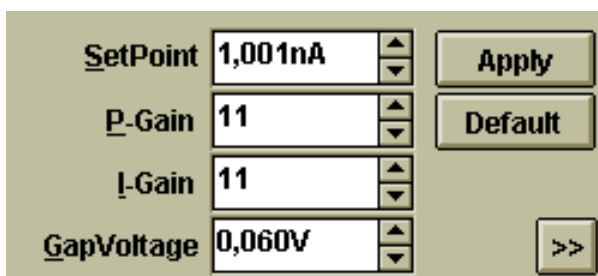 SetPoint 1,001nA Apply
P-Gain 11 Default
I-Gain 11
GapVoltage 0,060V >>